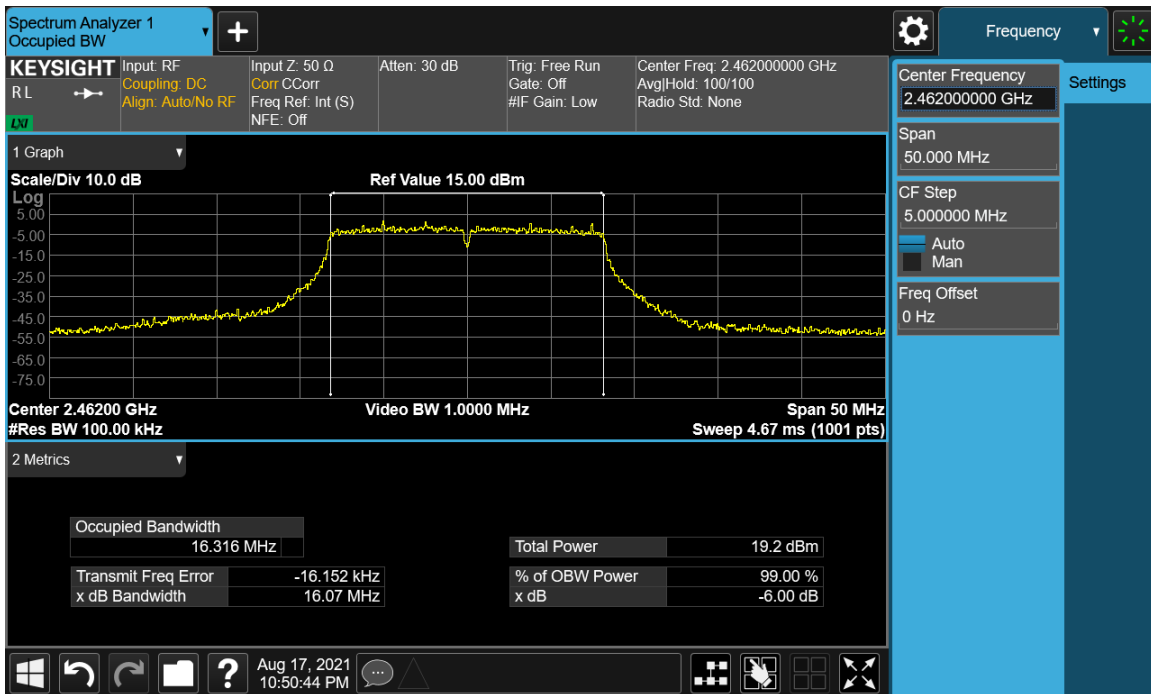 Spectrum Analyzer 1
Occupied BW
+
Frequency
KEYSIGHT
R L
LXI
Input: RF
Coupling: DC
Align: Auto/No RF
Input Z: 50 Ω
Corr CCorr
Freq Ref: Int (S)
NFE: Off
Atten: 30 dB
Trig: Free Run
Gate: Off
#IF Gain: Low
Center Freq: 2.462000000 GHz
Avg|Hold: 100/100
Radio Std: None
Center Frequency
2.462000000 GHz
Settings
Span
50.000 MHz
CF Step
5.000000 MHz
Auto
Man
Freq Offset
0 Hz
1 Graph
Scale/Div 10.0 dB
Ref Value 15.00 dBm
Log
5.00
-5.00
-15.0
-25.0
-35.0
-45.0
-55.0
-65.0
-75.0
Center 2.46200 GHz
Video BW 1.0000 MHz
Span 50 MHz
#Res BW 100.00 kHz
Sweep 4.67 ms (1001 pts)
2 Metrics
Occupied Bandwidth
16.316 MHz
Total Power 19.2 dBm
Transmit Freq Error -16.152 kHz
% of OBW Power 99.00 %
x dB Bandwidth 16.07 MHz
x dB -6.00 dB
?
Aug 17, 2021
10:50:44 PM